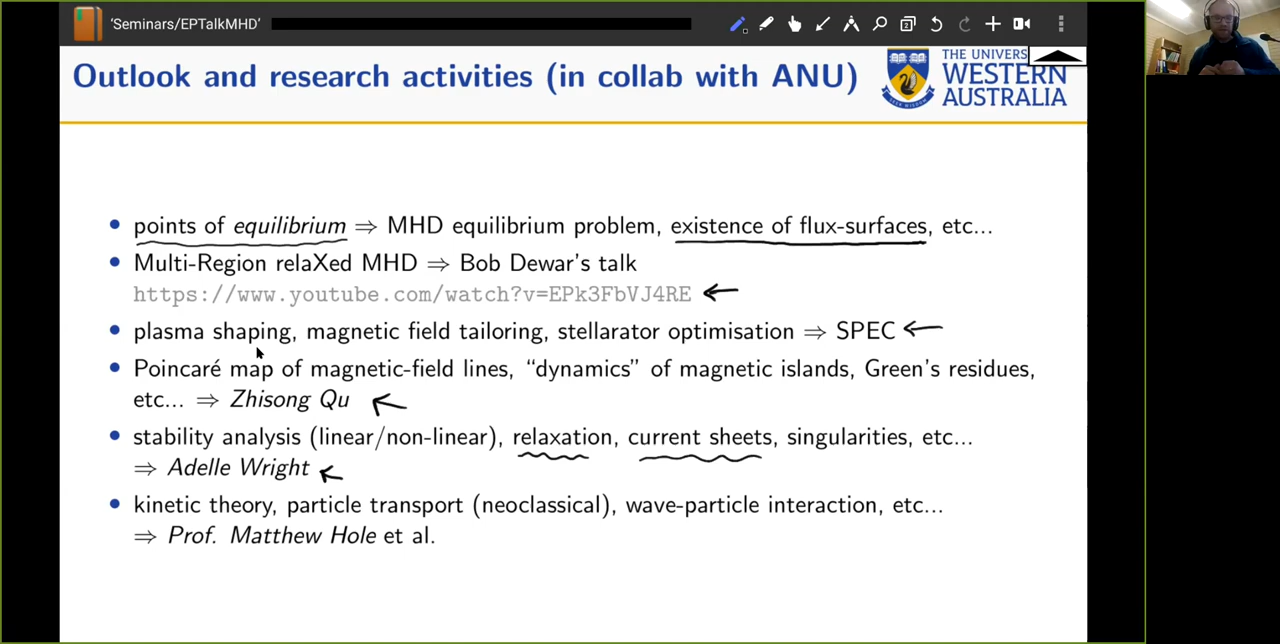 'Seminars/EPTalkMHD'
Outlook and research activities (in collab with ANU)
THE UNIVERS
WESTERN
AUSTRALIA
• points of equilibrium ⇒ MHD equilibrium problem, existence of flux-surfaces, etc...
• Multi-Region relaXed MHD ⇒ Bob Dewar's talk
https://www.youtube.com/watch?v=EPk3FbVJ4RE
• plasma shaping, magnetic field tailoring, stellarator optimisation ⇒ SPEC
• Poincaré map of magnetic-field lines, "dynamics" of magnetic islands, Green's residues,
etc... ⇒ Zhisong Qu
• stability analysis (linear/non-linear), relaxation, current sheets, singularities, etc...
⇒ Adelle Wright
• kinetic theory, particle transport (neoclassical), wave-particle interaction, etc...
⇒ Prof. Matthew Hole et al.